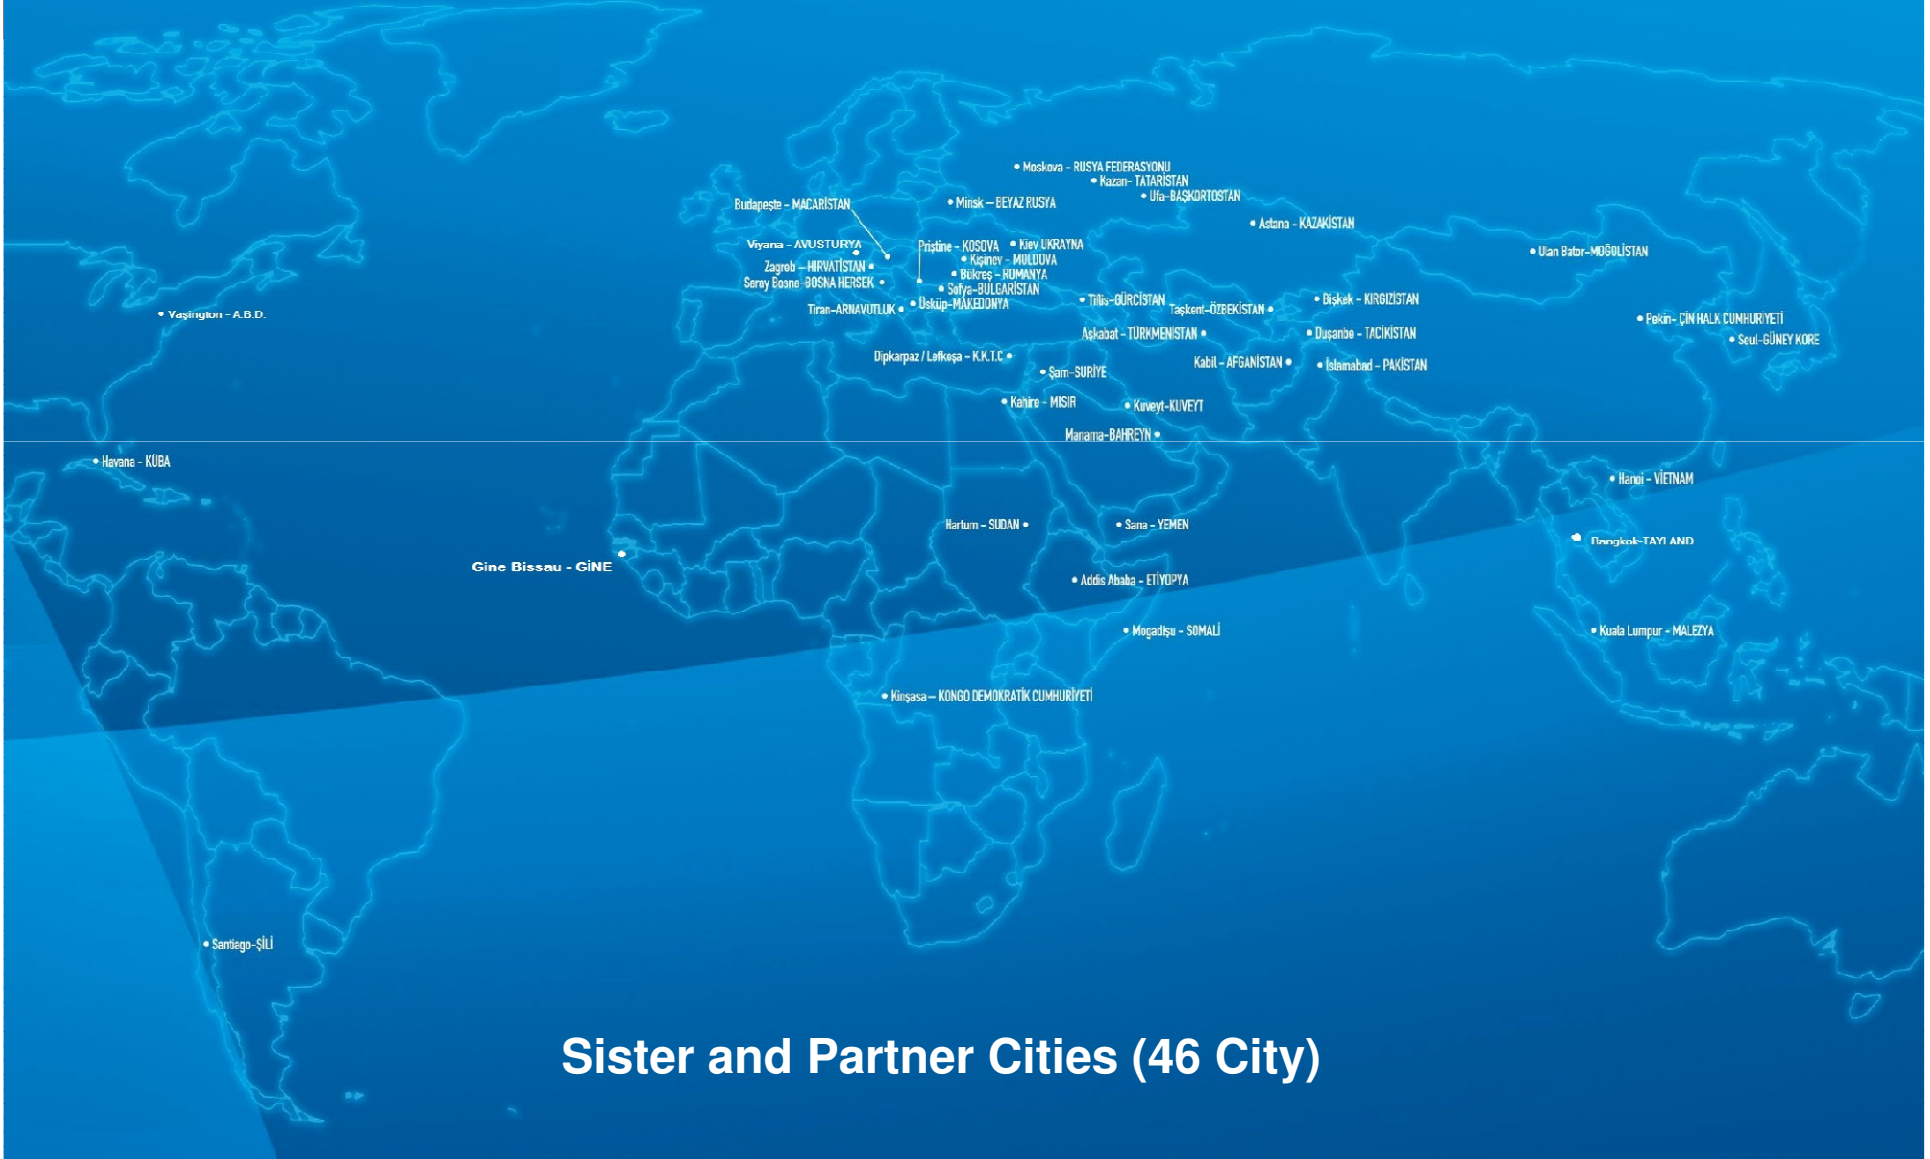 Moskova - RUSYA FEDERASYONU
Kazan- TATARİSTAN
Ufa-BAŞKORTOSTAN
Budapeşte - MACARİSTAN
Minsk – BEYAZ RUSYA
Astana - KAZAKİSTAN
Viyana - AVUSTURYA
Priştine - KOSOVA
Kiev UKRAYNA
Ulan Bator-MOĞOLİSTAN
Kişinev - MOLDOVA
Zagreb – HIRVATİSTAN
Bükreş - ROMANYA
Saray Bosna- BOSNA HERSEK
Sofya-BULGARİSTAN
Üsküp-MAKEDONYA
Tiran-ARNAVUTLUK
Tiflis-GÜRCİSTAN
Taşkent-ÖZBEKİSTAN
Bişkek - KIRGIZİSTAN
Vaşington - A.B.D.
Pekin- ÇİN HALK CUMHURİYETİ
Aşkabat - TÜRKMENİSTAN
Duşanbe - TACİKİSTAN
Seul-GÜNEY KORE
Dipkarpaz / Lefkoşa - K.K.T.C
Kabil - AFGANİSTAN
İslamabad - PAKİSTAN
Şam-SURİYE
Kahire - MISIR
Kuveyt-KUVEYT
Manama-BAHREYN
Havana - KÜBA
Hanoi - VİETNAM
Hartum - SUDAN
Sana - YEMEN
Bangkok-TAYLAND
Gine Bissau - GİNE
Addis Ababa - ETİYOPYA
Mogadişu - SOMALİ
Kuala Lumpur - MALEZYA
Kinşasa – KONGO DEMOKRATİK CUMHURİYETİ
Santiago-ŞİLİ
Sister and Partner Cities (46 City)